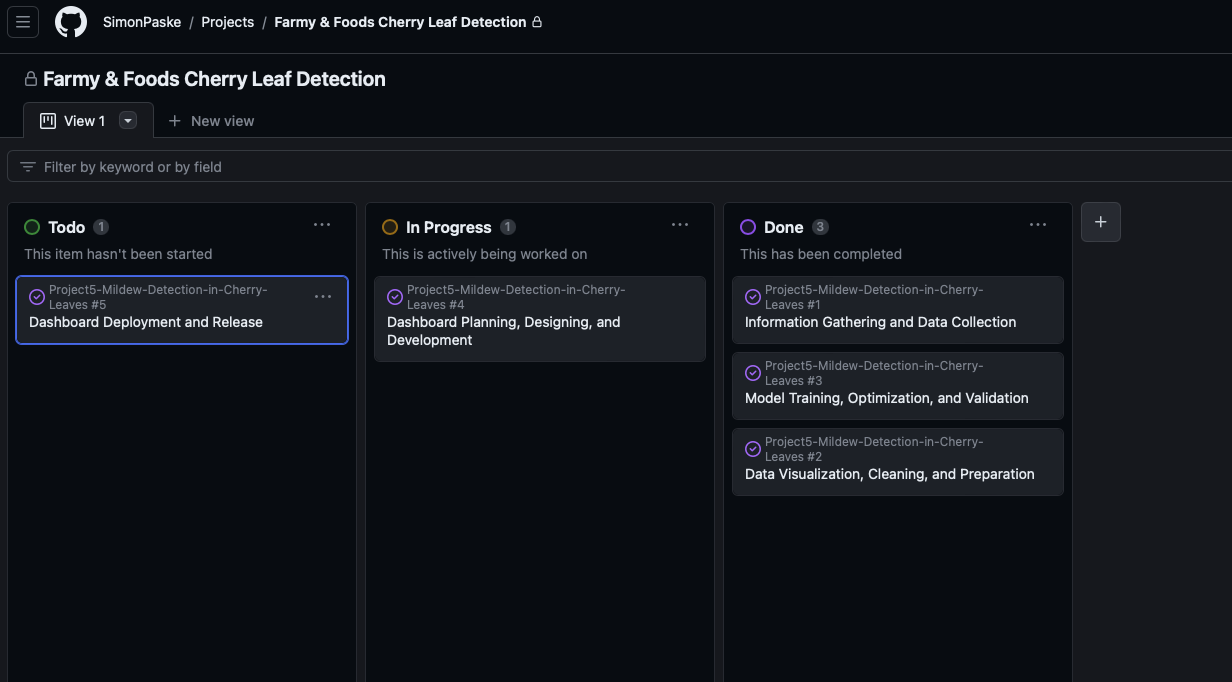 SimonPaske / Projects / Farmy & Foods Cherry Leaf Detection
Farmy & Foods Cherry Leaf Detection
View 1
New view
Filter by keyword or by field
Todo 1
This item hasn't been started
Project5-Mildew-Detection-in-Cherry-
Leaves #5
Dashboard Deployment and Release
In Progress 1
This is actively being worked on
Project5-Mildew-Detection-in-Cherry-
Leaves #4
Dashboard Planning, Designing, and
Development
Done 3
This has been completed
Project5-Mildew-Detection-in-Cherry-
Leaves #1
Information Gathering and Data Collection
Project5-Mildew-Detection-in-Cherry-
Leaves #3
Model Training, Optimization, and Validation
Project5-Mildew-Detection-in-Cherry-
Leaves #2
Data Visualization, Cleaning, and Preparation